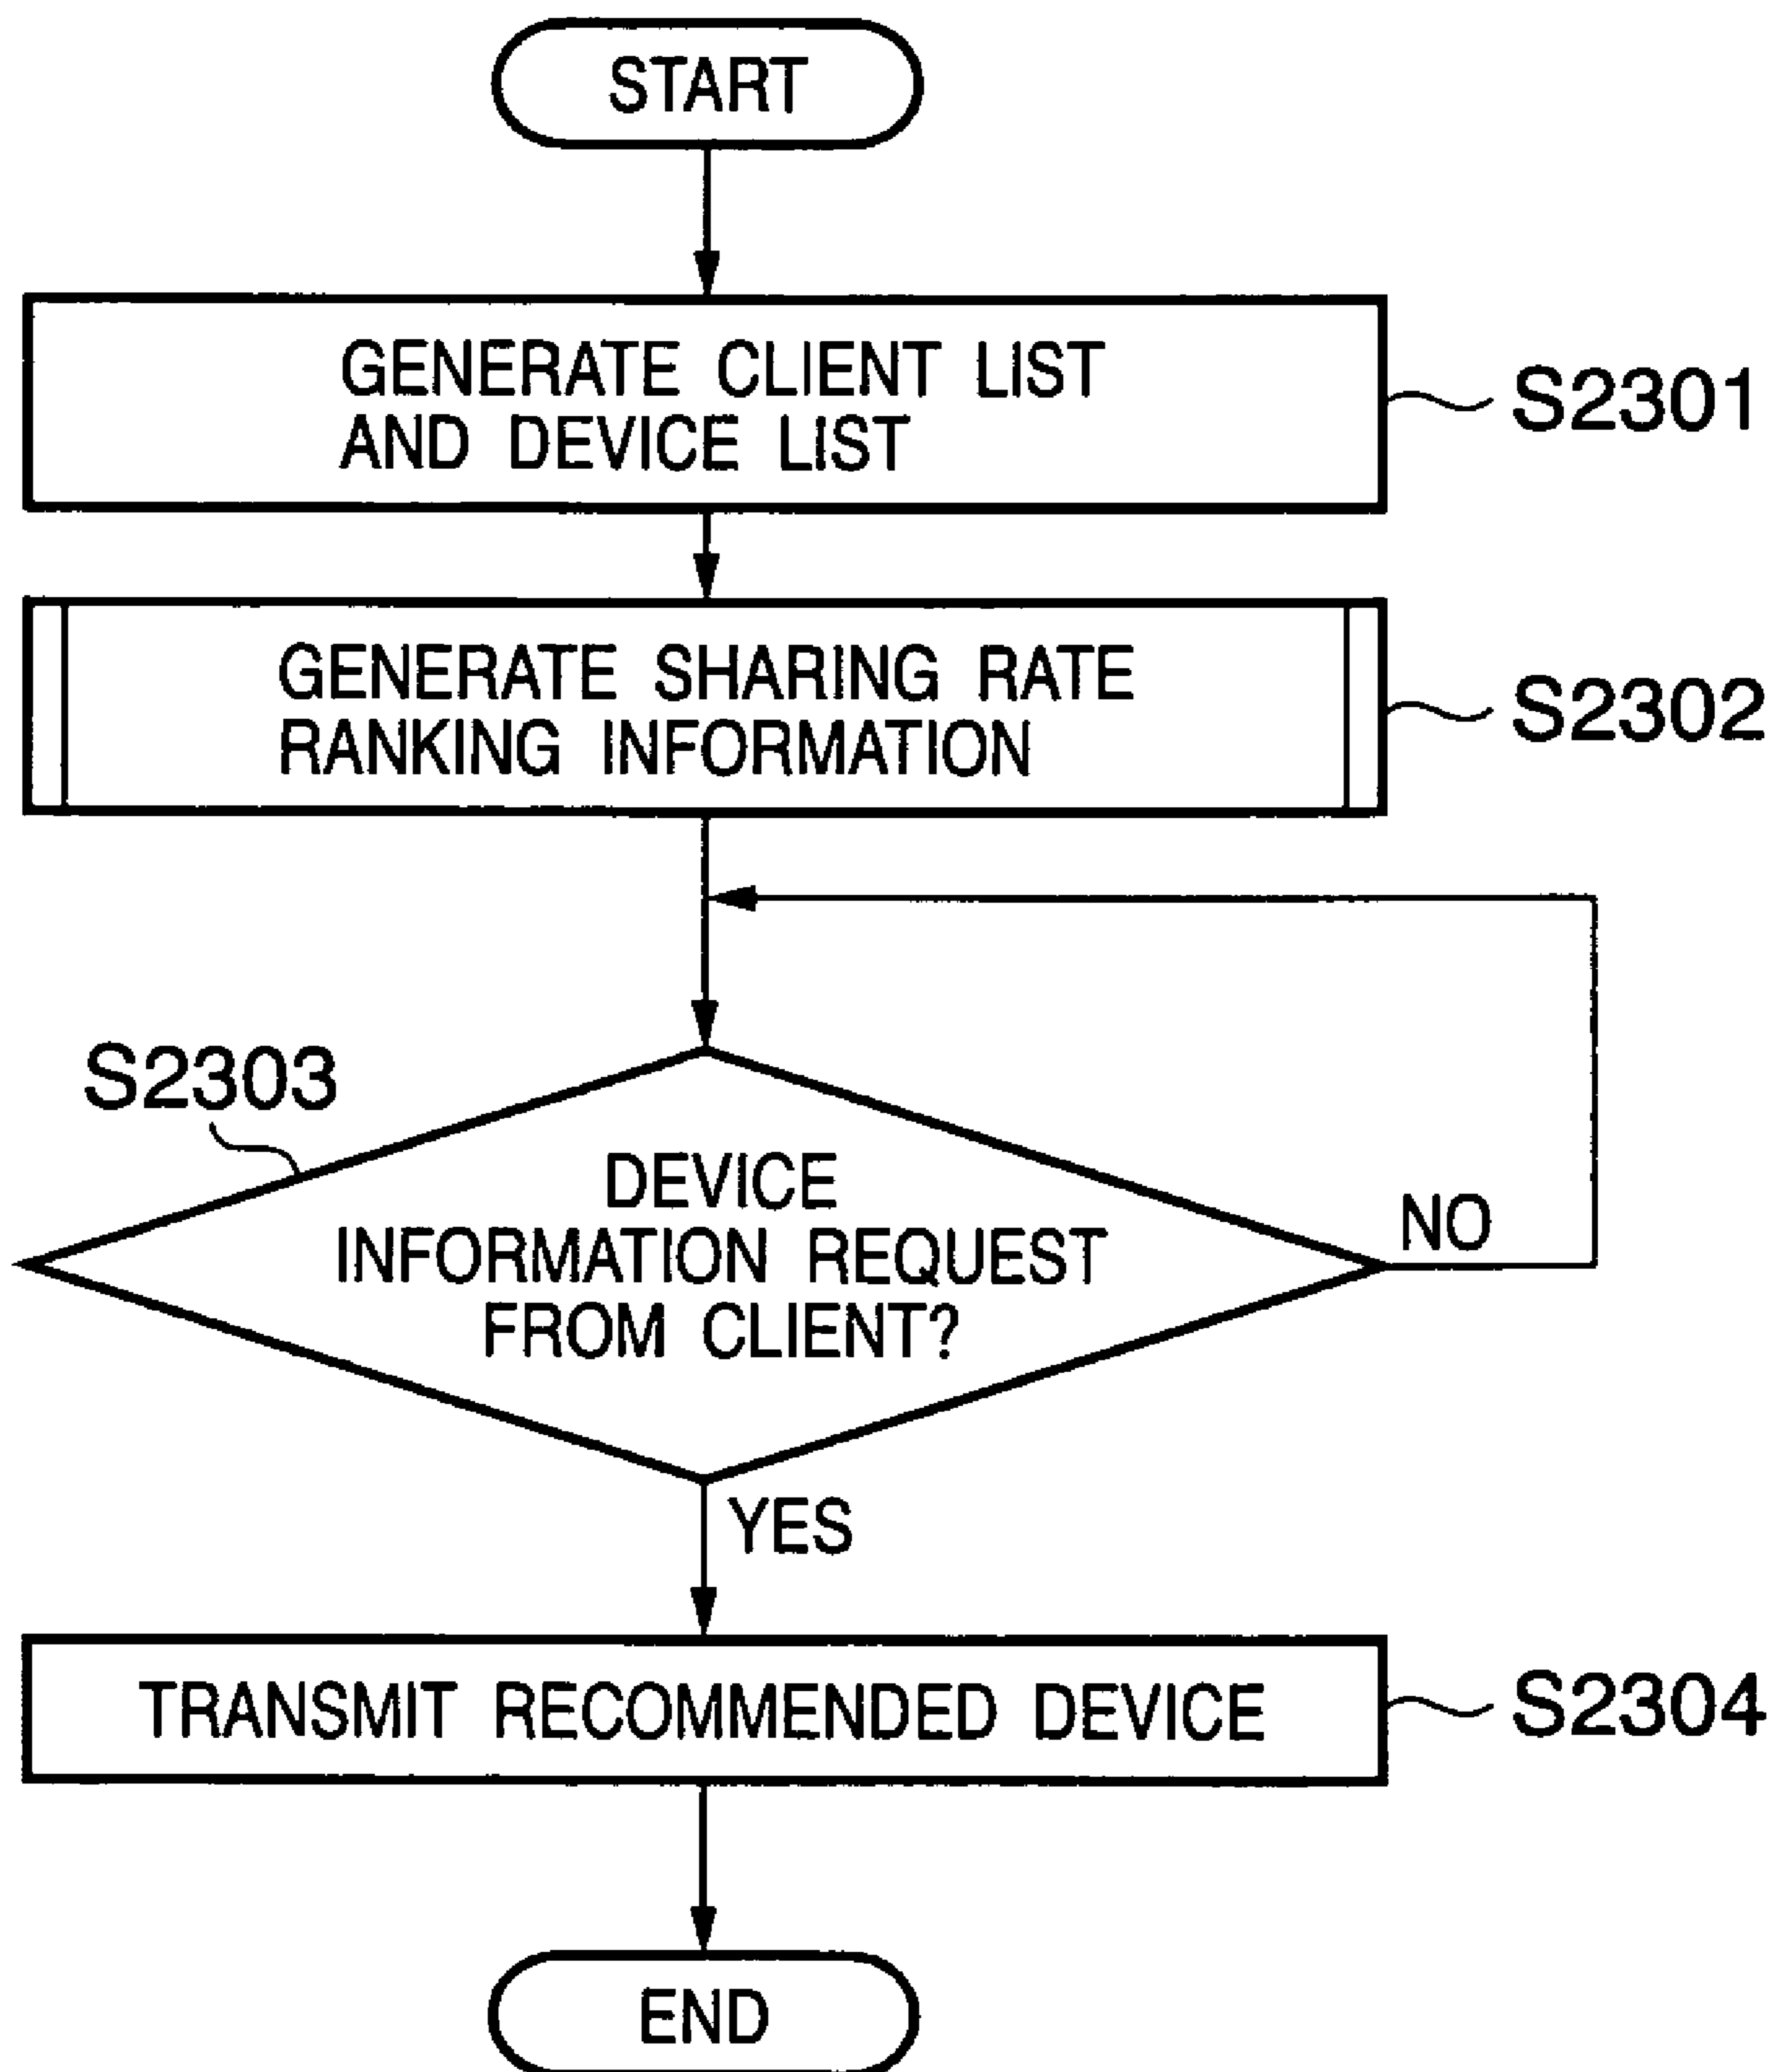 START
GENERATE CLIENT LIST
AND DEVICE LIST
S2301
GENERATE SHARING RATE
RANKING INFORMATION
S2302
S2303
DEVICE
INFORMATION REQUEST
FROM CLIENT?
NO
YES
TRANSMIT RECOMMENDED DEVICE
S2304
END